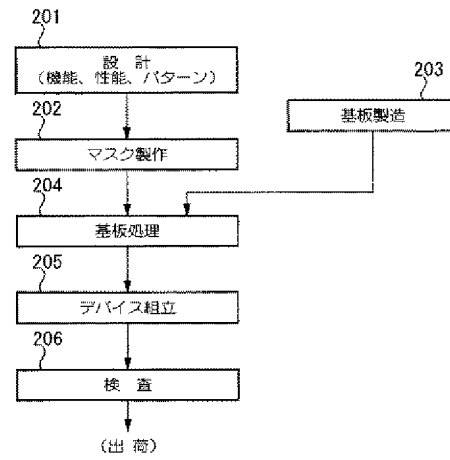 201
設 計
(機能、性能、パターン)
202
マスク製作
203
基板製造
204
基板処理
205
デバイス組立
206
検 査
(出 荷)